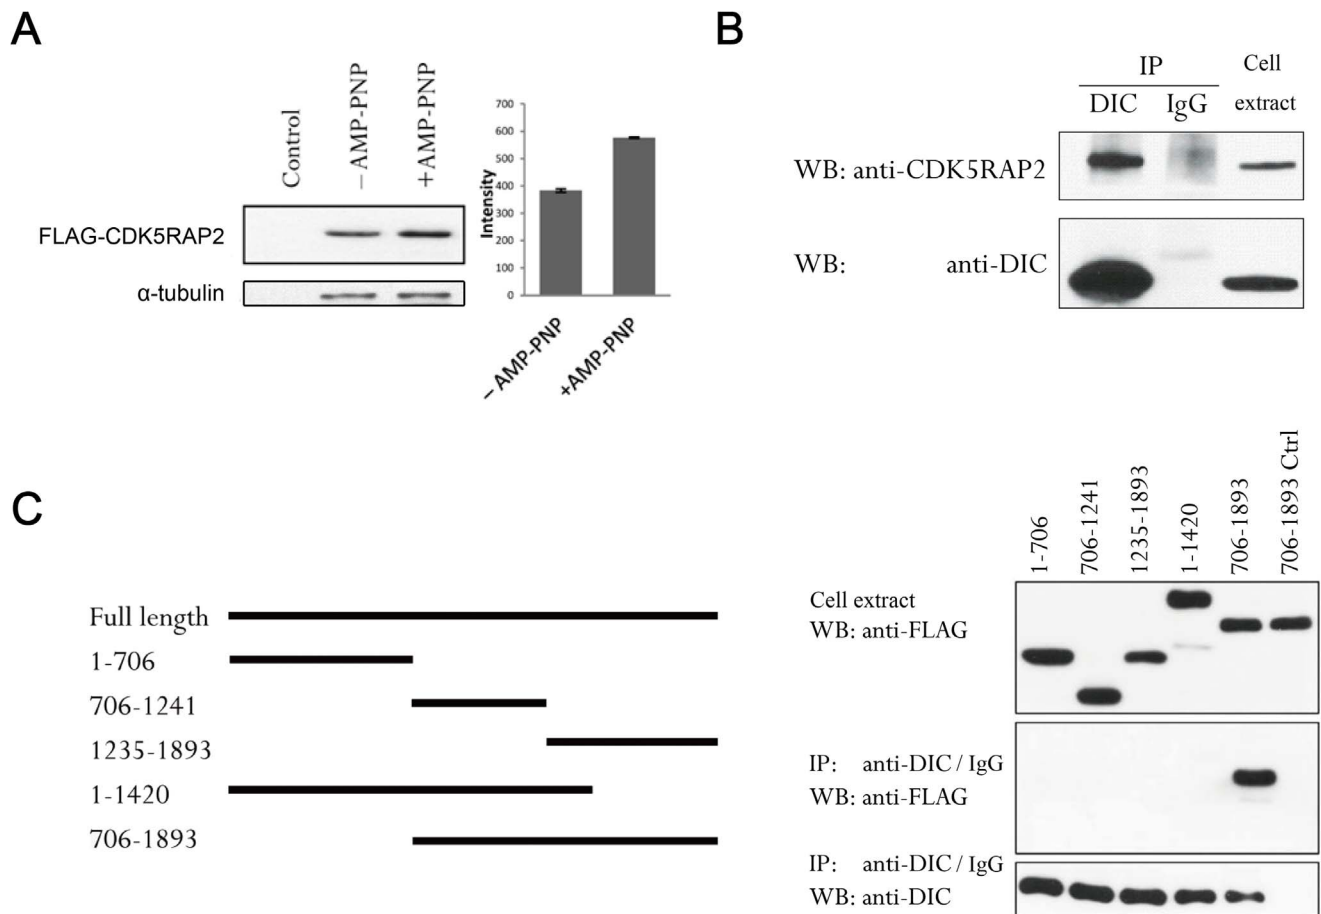 A
Control
– AMP-PNP
+AMP-PNP
FLAG-CDK5RAP2
α-tubulin
Intensity
700
600
500
400
300
200
100
0
– AMP-PNP
+AMP-PNP
B
IP
Cell
extract
DIC
IgG
WB: anti-CDK5RAP2
WB: anti-DIC
C
Full length
1-706
706-1241
1235-1893
1-1420
706-1893
1-706
706-1241
1235-1893
1-1420
706-1893
706-1893 Ctrl
Cell extract
WB: anti-FLAG
IP: anti-DIC / IgG
WB: anti-FLAG
IP: anti-DIC / IgG
WB: anti-DIC